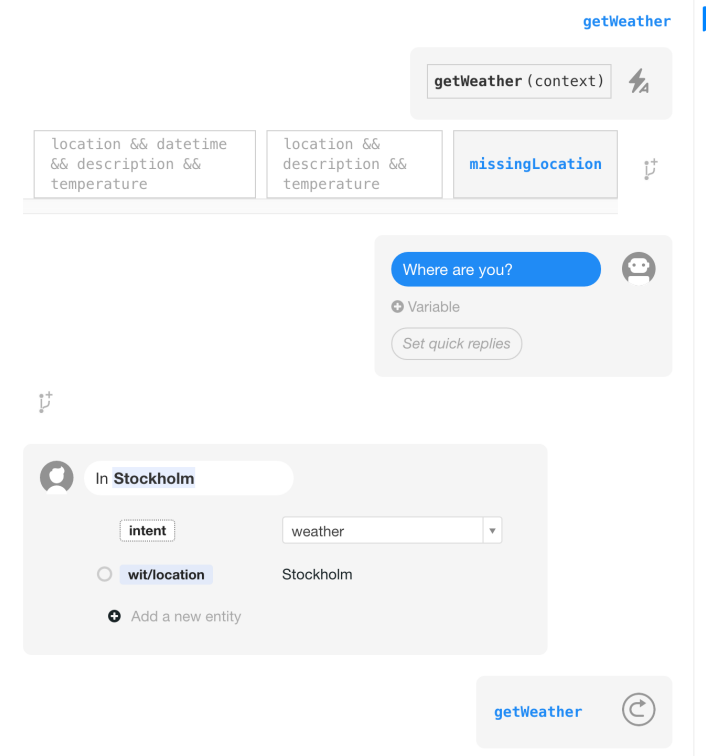 getWeather
getWeather(context)
location && datetime
&& description &&
temperature
location &&
description &&
temperature
missingLocation
Where are you?
Variable
Set quick replies
In Stockholm
intent
weather
wit/location
Stockholm
Add a new entity
getWeather